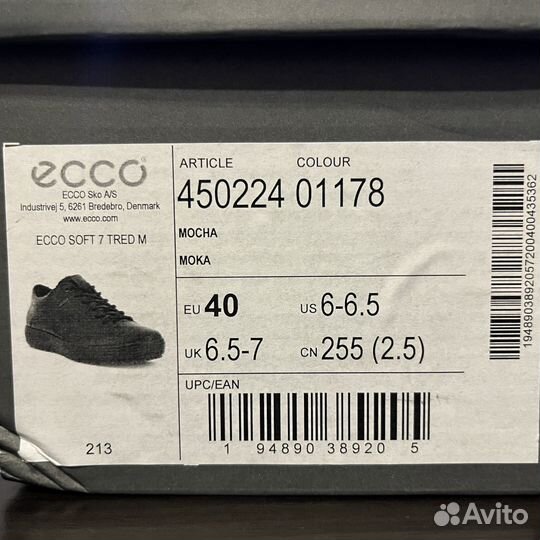 ecco®
ECCO Sko A/S
Industrivej 5, 6261 Bredebro, Denmark
www.ecco.com
ECCO SOFT 7 TRED M
213
ARTICLE COLOUR
450224 01178
MOCHA
MOKA
EU 40 US 6-6.5
UK 6.5-7 CN 255 (2.5)
UPC/EAN
1 94890 38920 5
194890389205720040043​5362
Avito